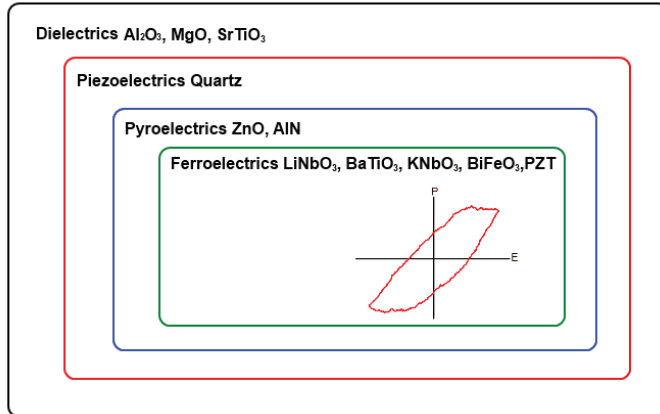 Dielectrics Al₂O₃, MgO, SrTiO₃
Piezoelectrics Quartz
Pyroelectrics ZnO, AlN
Ferroelectrics LiNbO₃, BaTiO₃, KNbO₃, BiFeO₃,PZT
P
E